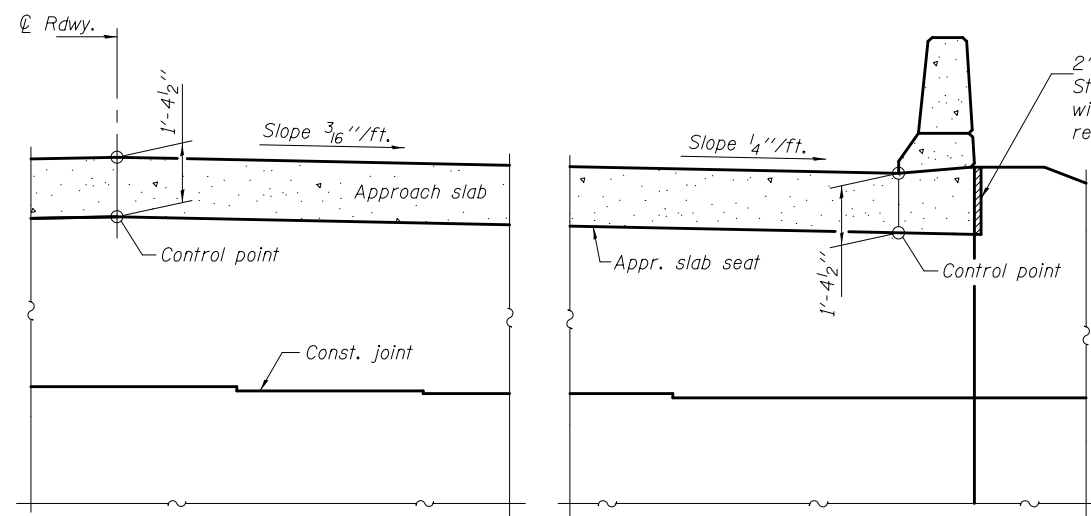 ℄ Rdwy.
1'-4½"
Slope 3/16"/ft.
Approach slab
Control point
Const. joint
Slope 1/4"/ft.
Appr. slab seat
1'-4½"
Control point
2"
St
wi
re